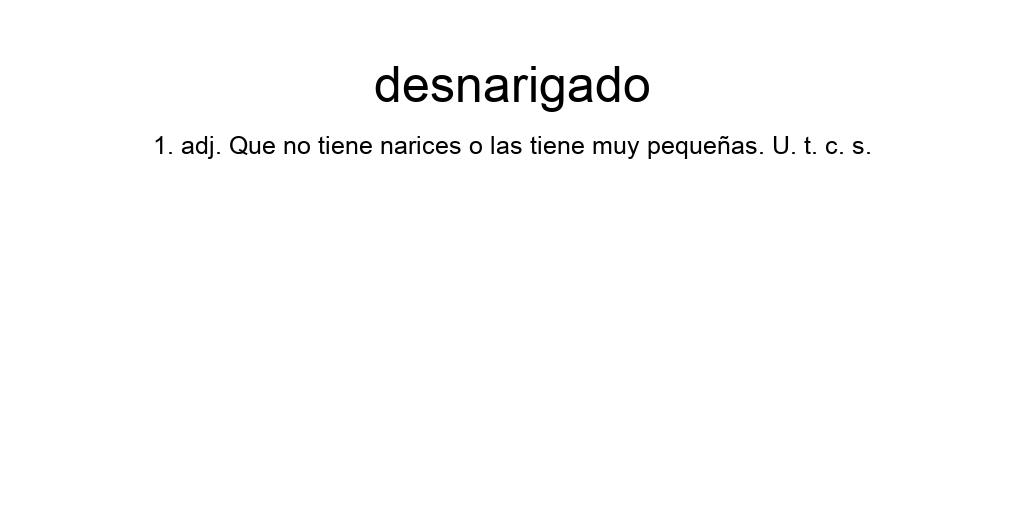 desnarigado
1. adj. Que no tiene narices o las tiene muy pequeñas. U. t. c. s.